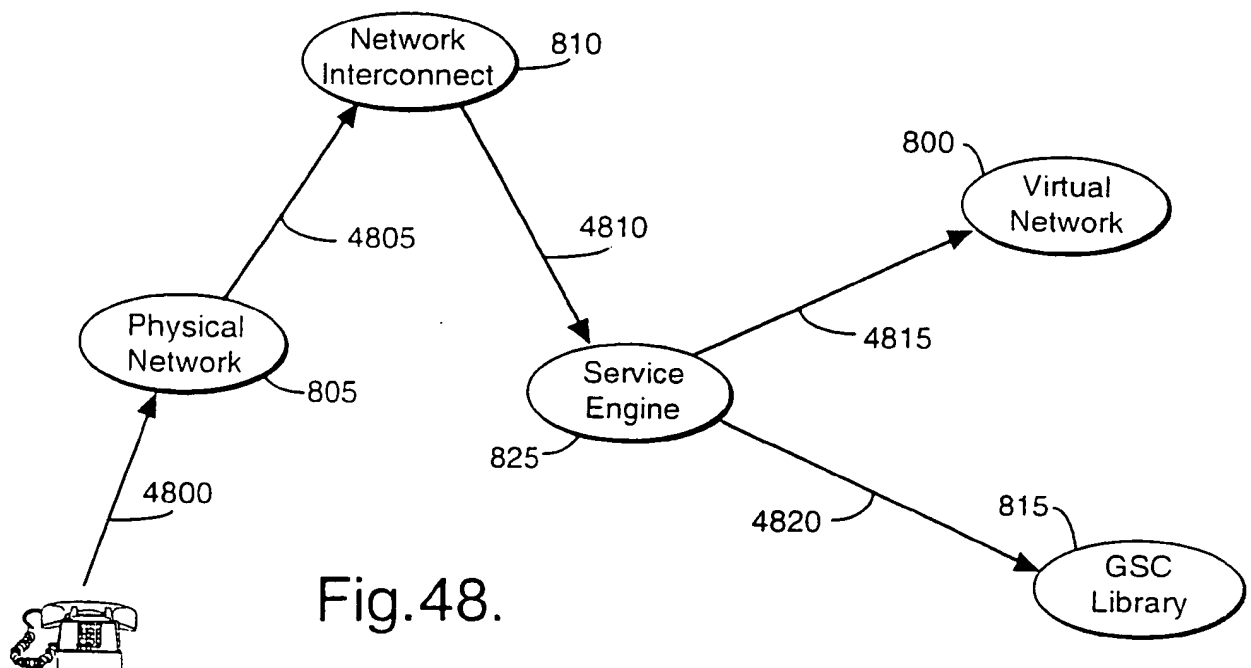 Network
Interconnect
810
800
Virtual
Network
4805
4810
Physical
Network
805
4815
Service
Engine
825
4800
4820
815
GSC
Library
Fig.48.